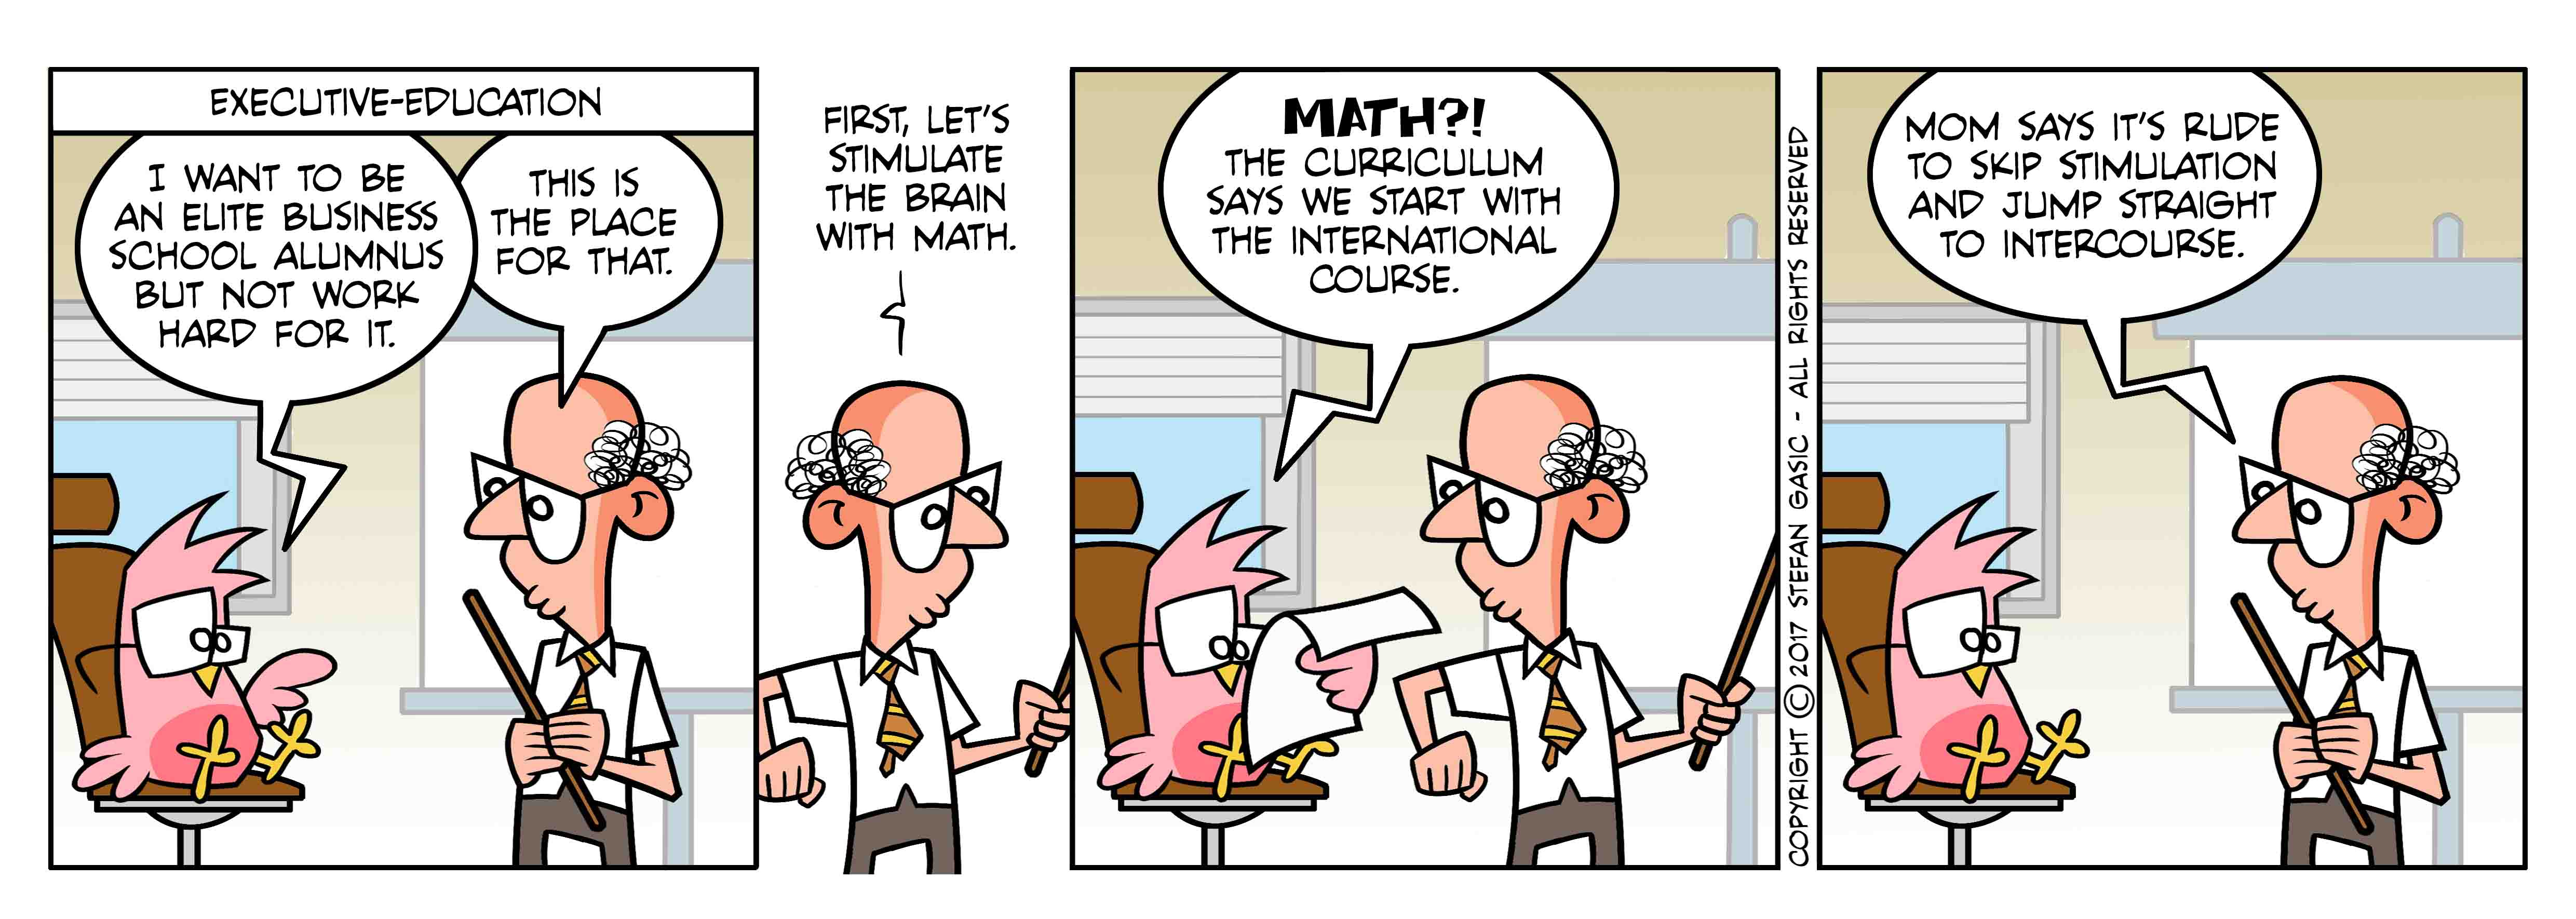 EXECUTIVE-EDUCATION
I WANT TO BE
AN ELITE BUSINESS
SCHOOL ALUMNUS
BUT NOT WORK
HARD FOR IT.
THIS IS
THE PLACE
FOR THAT.
FIRST, LET'S
STIMULATE
THE BRAIN
WITH MATH.
MATH?!
THE CURRICULUM
SAYS WE START WITH
THE INTERNATIONAL
COURSE.
COPYRIGHT © 2017 STEFAN GASIC - ALL RIGHTS RESERVED
MOM SAYS IT'S RUDE
TO SKIP STIMULATION
AND JUMP STRAIGHT
TO INTERCOURSE.